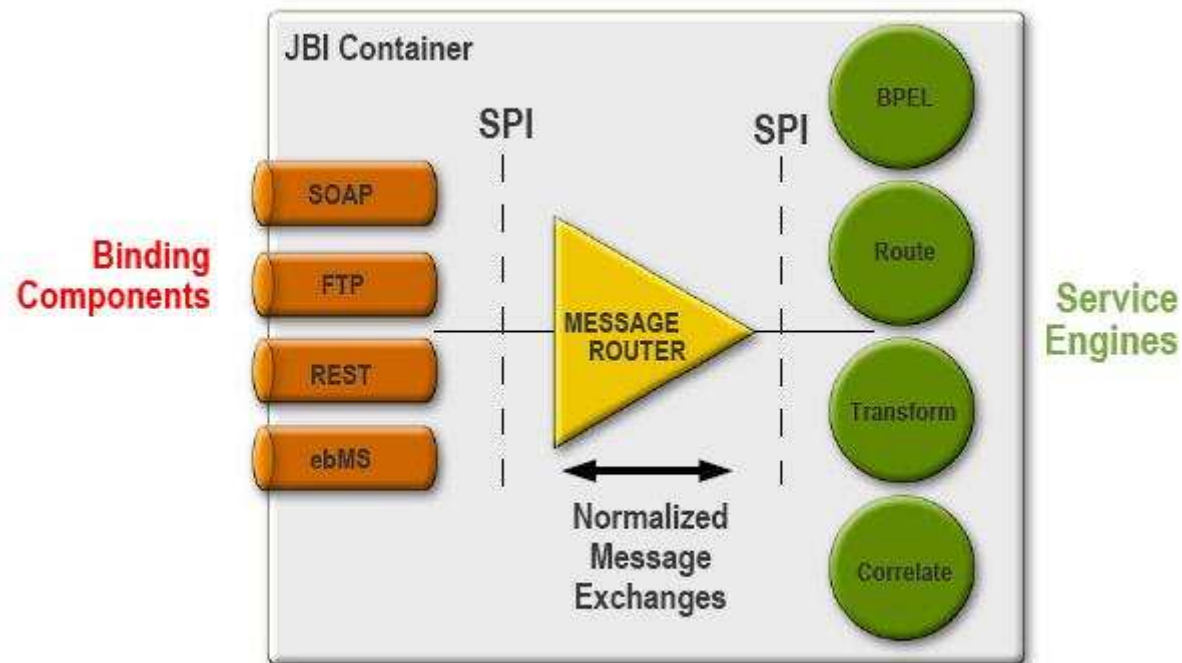 JBI Container
SPI
SPI
Binding
Components
SOAP
FTP
REST
ebMS
MESSAGE
ROUTER
Normalized
Message
Exchanges
BPEL
Route
Transform
Correlate
Service
Engines